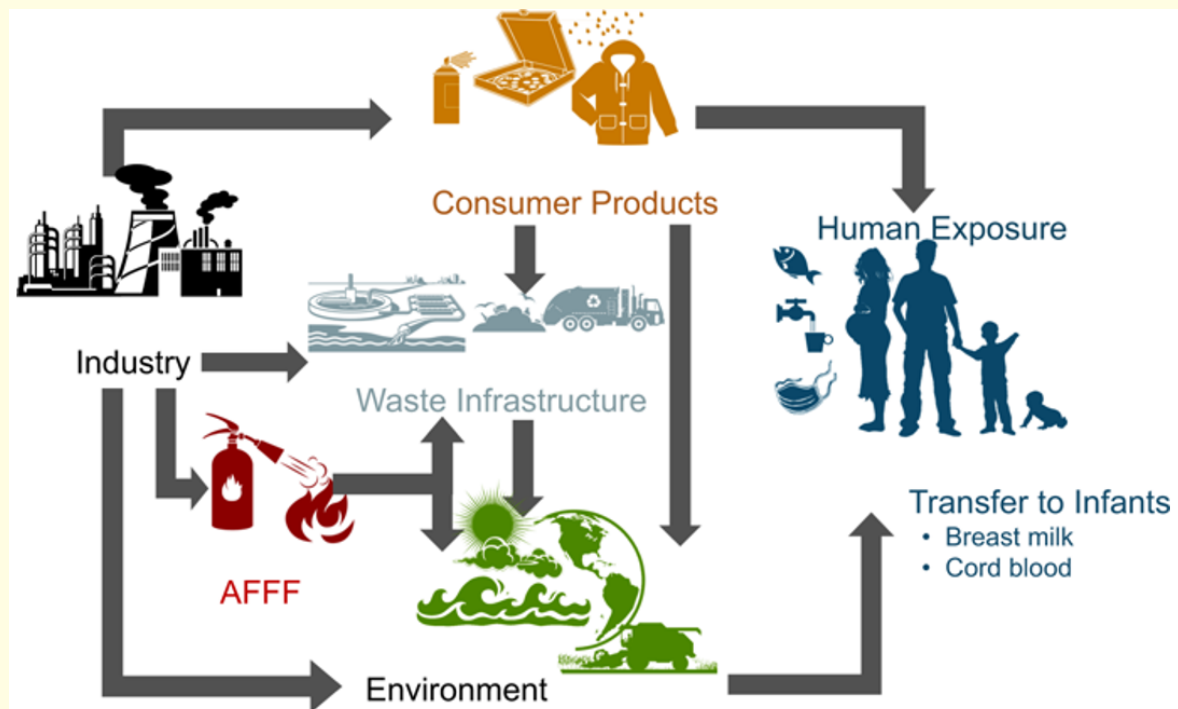 Consumer Products
Human Exposure
Industry
Waste Infrastructure
AFFF
Transfer to Infants
• Breast milk
• Cord blood
Environment